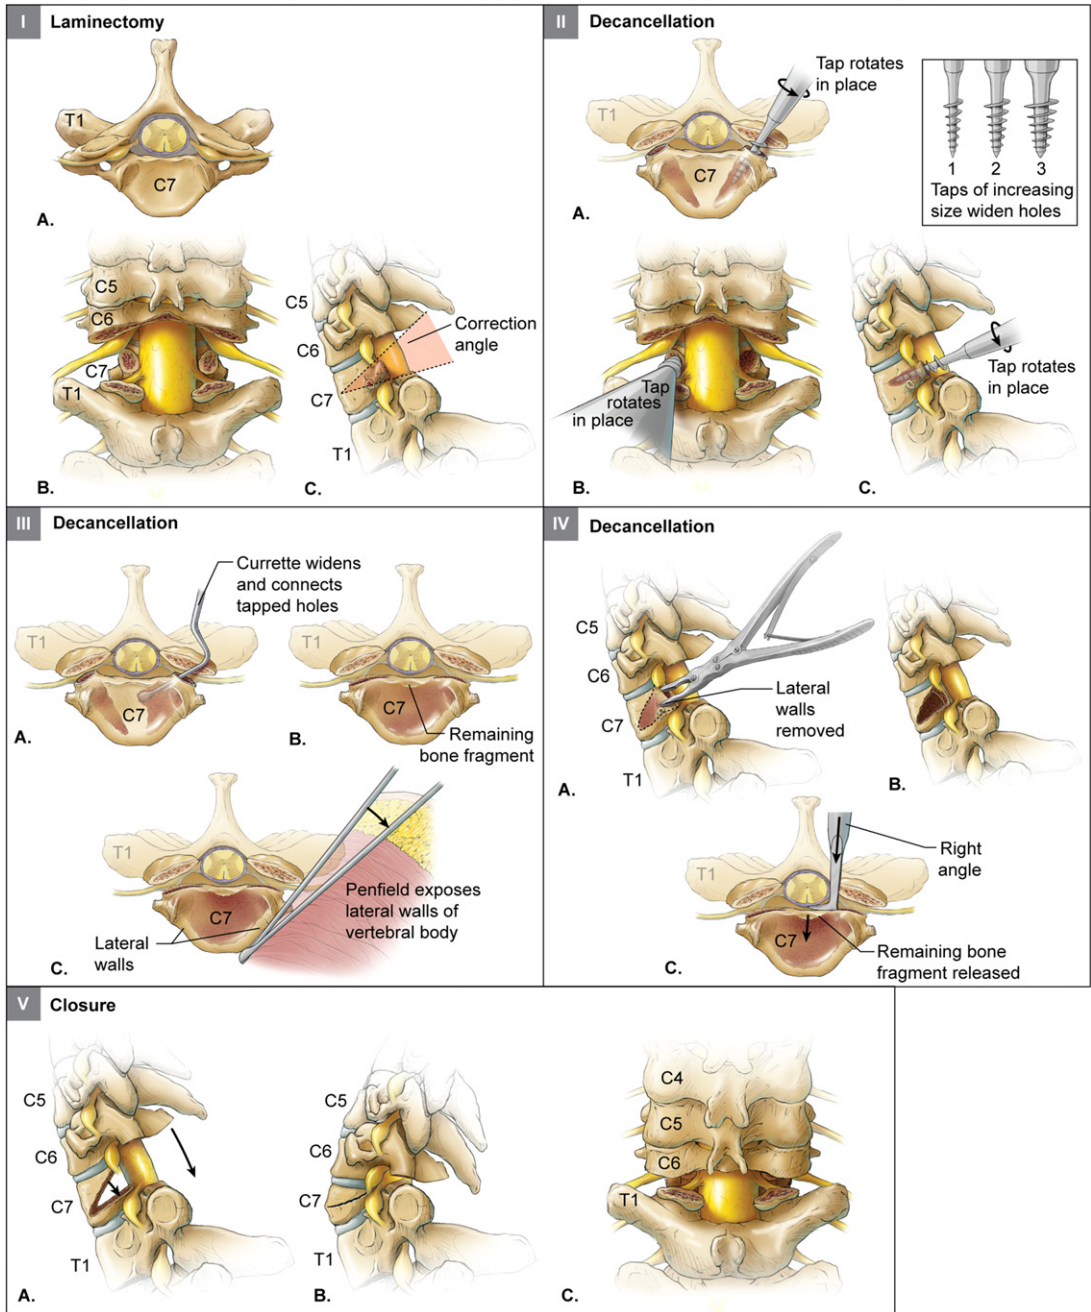 I Laminectomy
T1
C7
A.
C5
C6
C7
T1
B.
C5
C6
C7
T1
Correction
angle
C.
II Decancellation
T1
C7
Tap rotates
in place
A.
1 2 3
Taps of increasing
size widen holes
Tap
rotates
in place
B.
Tap rotates
in place
C.
III Decancellation
Currette widens
and connects
tapped holes
T1
C7
A.
T1
C7
B.
Remaining
bone fragment
T1
C7
Lateral
walls
Penfield exposes
lateral walls of
vertebral body
C.
IV Decancellation
C5
C6
C7
T1
Lateral
walls
removed
A.
B.
T1
C7
Right
angle
Remaining bone
fragment released
C.
V Closure
C5
C6
C7
T1
A.
C5
C6
C7
T1
B.
C4
C5
C6
T1
C.